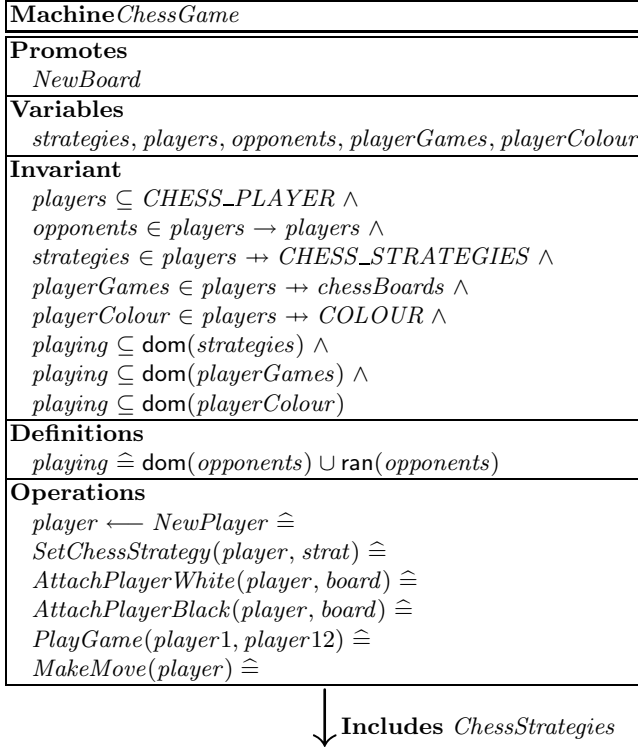 Machine ChessGame
Promotes
NewBoard
Variables
strategies, players, opponents, playerGames, playerColour
Invariant
players ⊆ CHESS_PLAYER ∧
opponents ∈ players → players ∧
strategies ∈ players ⇸ CHESS_STRATEGIES ∧
playerGames ∈ players ⇸ chessBoards ∧
playerColour ∈ players ⇸ COLOUR ∧
playing ⊆ dom(strategies) ∧
playing ⊆ dom(playerGames) ∧
playing ⊆ dom(playerColour)
Definitions
playing ≙ dom(opponents) ∪ ran(opponents)
Operations
player ⟵ NewPlayer ≙
SetChessStrategy(player, strat) ≙
AttachPlayerWhite(player, board) ≙
AttachPlayerBlack(player, board) ≙
PlayGame(player1, player12) ≙
MakeMove(player) ≙
Includes ChessStrategies